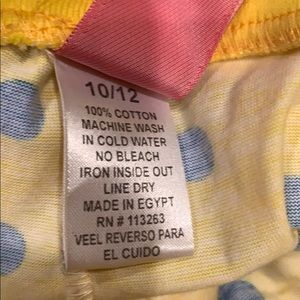 10/12
100% COTTON
MACHINE WASH
IN COLD WATER
NO BLEACH
IRON INSIDE OUT
LINE DRY
MADE IN EGYPT
RN # 113263
VEEL REVERSO PARA
EL CUIDO